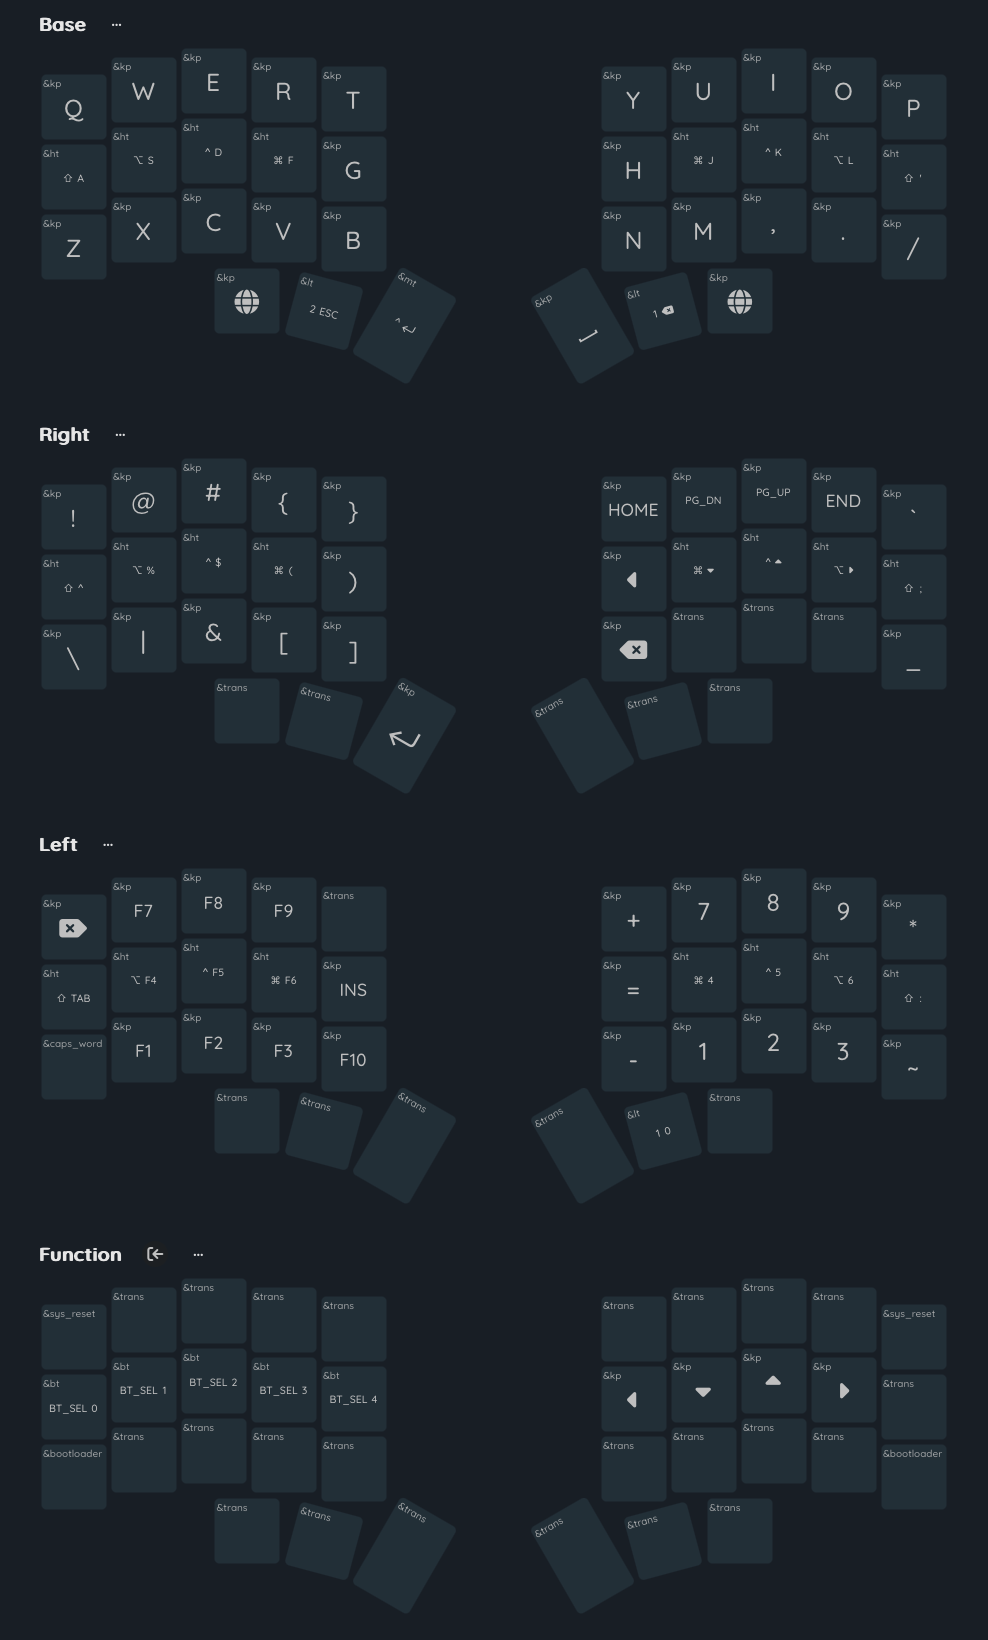 Base ...
&kp Q &kp W &kp E &kp R &kp T &kp Y &kp U &kp I &kp O &kp P
&ht ⇧ A &ht ⌥ S &ht ^ D &ht ⌘ F &kp G &kp H &ht ⌘ J &ht ^ K &ht ⌥ L &ht ⇧ '
&kp Z &kp X &kp C &kp V &kp B &kp N &kp M &kp , &kp . &kp /
&kp &lt 2 ESC &mt ^ &kp &lt 1 ⌫ &kp
Right ...
&kp ! &kp @ &kp # &kp { &kp } &kp HOME &kp PG_DN &kp PG_UP &kp END &kp `
&ht ⇧ ^ &ht ⌥ % &ht ^ $ &ht ⌘ ( &kp ) &kp &ht ⌘ &ht ^ &ht ⌥ &ht ⇧ ;
&kp \ &kp | &kp & &kp [ &kp ] &kp &trans &trans &trans &kp _
&trans &trans &kp &trans &trans &trans
Left ...
&kp &kp F7 &kp F8 &kp F9 &trans &kp + &kp 7 &kp 8 &kp 9 &kp *
&ht ⇧ TAB &ht ⌥ F4 &ht ^ F5 &ht ⌘ F6 &kp INS &kp = &ht ⌘ 4 &ht ^ 5 &ht ⌥ 6 &ht ⇧ :
&caps_word &kp F1 &kp F2 &kp F3 &kp F10 &kp - &kp 1 &kp 2 &kp 3 &kp ~
&trans &trans &trans &trans &lt 1 0 &trans
Function ...
&sys_reset &trans &trans &trans &trans &trans &trans &trans &trans &sys_reset
&bt BT_SEL 0 &bt BT_SEL 1 &bt BT_SEL 2 &bt BT_SEL 3 &bt BT_SEL 4 &kp &kp &kp &kp &trans
&bootloader &trans &trans &trans &trans &trans &trans &trans &trans &bootloader
&trans &trans &trans &trans &trans &trans